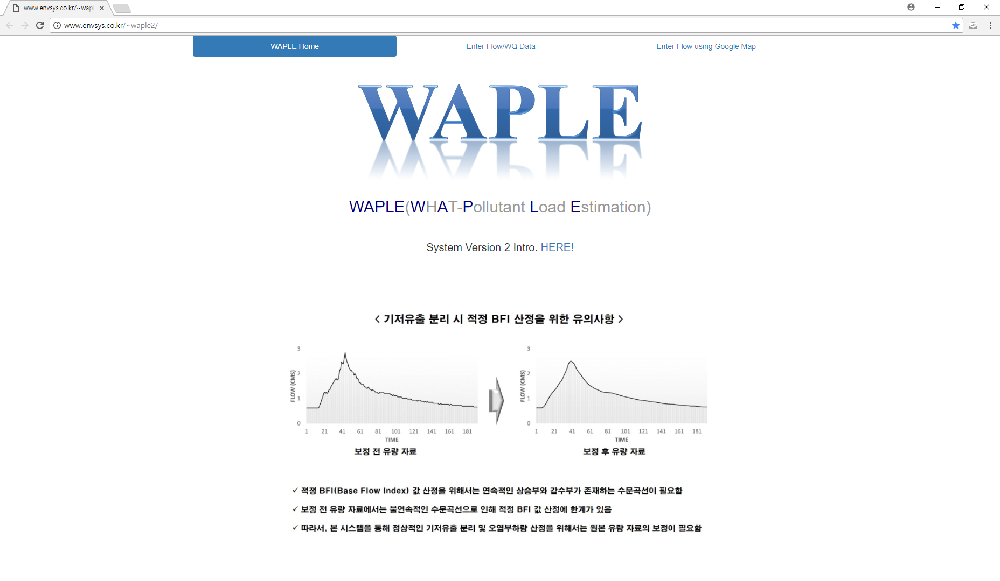 www.envsys.co.kr/~wapl
www.envsys.co.kr/~waple2/
WAPLE Home
Enter Flow/WQ Data
Enter Flow using Google Map
WAPLE
WAPLE(WHAT-Pollutant Load Estimation)
System Version 2 Intro. HERE!
< 기저유출 분리 시 적정 BFI 산정을 위한 유의사항 >
3
2
1
0
FLOW (CMS)
1 21 41 61 81 101 121 141 161 181
TIME
보정 전 유량 자료
3
2
1
0
FLOW (CMS)
1 21 41 61 81 101 121 141 161 181
TIME
보정 후 유량 자료
✓ 적정 BFI(Base Flow Index) 값 산정을 위해서는 연속적인 상승부와 감수부가 존재하는 수문곡선이 필요함
✓ 보정 전 유량 자료에서는 불연속적인 수문곡선으로 인해 적정 BFI 값 산정에 한계가 있음
✓ 따라서, 본 시스템을 통해 정상적인 기저유출 분리 및 오염부하량 산정을 위해서는 원본 유량 자료의 보정이 필요함